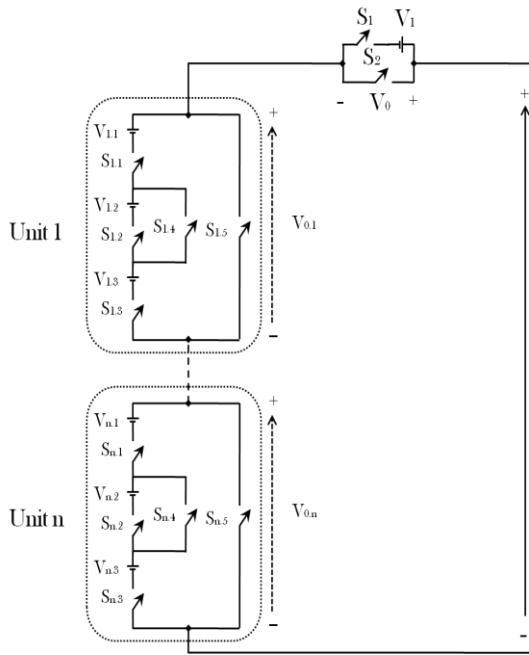 S1 V1
S2
- V0 +
+ +
V1.1
S1.1
V1.2
Unit 1 S1.2 S1.4 S1.5 V0.1
V1.3
S1.3
-
+
Vn.1
Sn.1
Vn.2
Unit n Sn.2 Sn.4 Sn.5 V0.n
Vn.3
Sn.3
- -